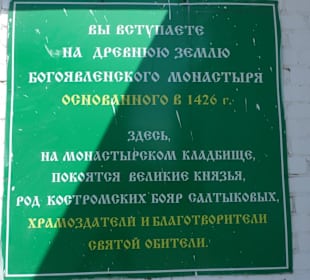 ВЫ ВСТУПАЕТЕ
НА ДРЕВНЮЮ ЗЕМЛЮ
БОГОЯВЛЕНСКОГО МОНАСТЫРЯ
ОСНОВАННОГО В 1426 г.
ЗДЕСЬ,
НА МОНАСТЫРСКОМ КЛАДБИЩЕ,
ПОКОЯТСЯ ВЕЛИКИЕ КНЯЗЬЯ,
РОД КОСТРОМСКИХ БОЯР САЛТЫКОВЫХ,
ХРАМОЗДАТЕЛИ И БЛАГОТВОРИТЕЛИ
СВЯТОЙ ОБИТЕЛИ.